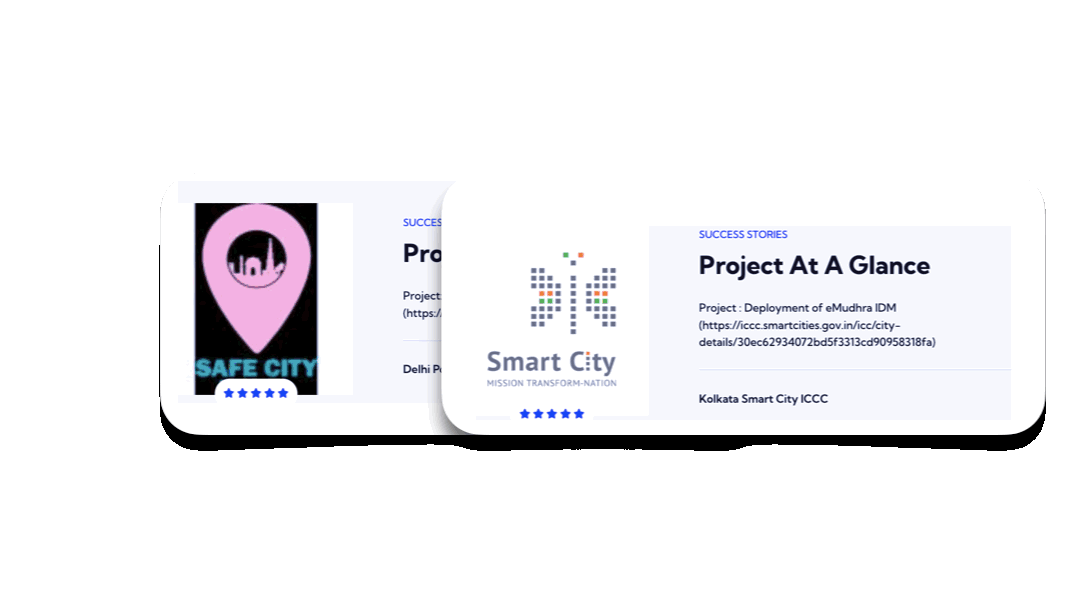 SAFE CITY
SUCCES
Pro
Project
(https:/
Delhi P
Smart City
MISSION TRANSFORM-NATION
SUCCESS STORIES
Project At A Glance
Project : Deployment of eMudhra IDM
(https://iccc.smartcities.gov.in/icc/city-
details/30ec62934072bd5f3313cd90958318fa)
Kolkata Smart City ICCC